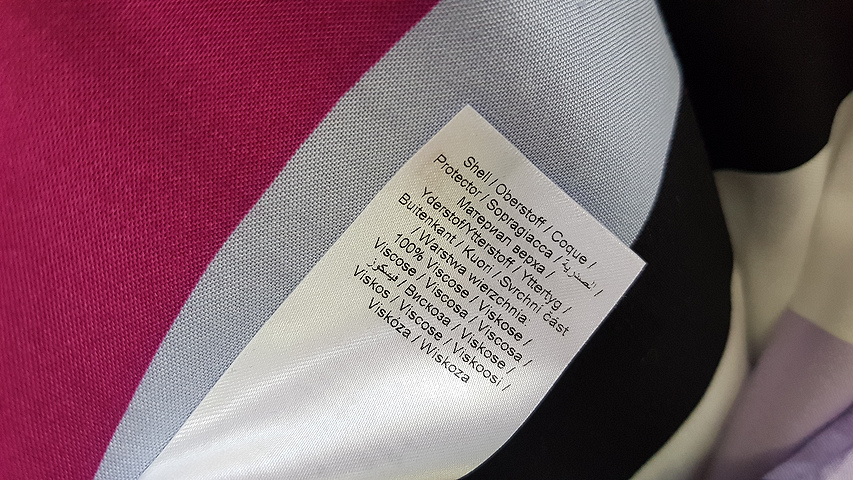 Shell / Oberstoff / Coque /
Protector / Sopragiacca / الصدرية /
Материал верха /
Yderstof/Ytterstoff / Yttertyg /
Buitenkant / Kuori / Svrchní část
/ Warstwa wierzchnia.
100% Viscose / Viskose /
Viscose / Viscosa / Viscosa /
فيسكوز / Вискоза / Viskose /
Viskos / Viscose / Viskoosi /
Viskóza / Wiskoza